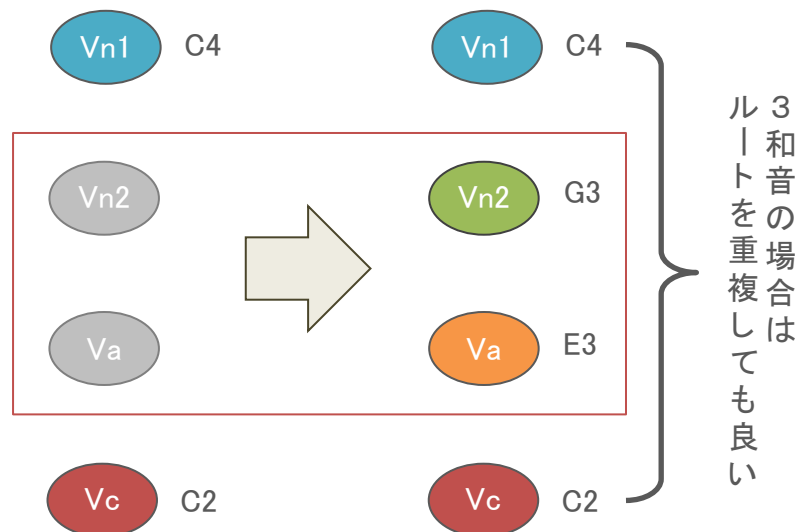 Vn1 C4 Vn1 C4
Vn2 Vn2 G3
Va Va E3
Vc C2 Vc C2
３和音の場合は
ルートを重複しても良い